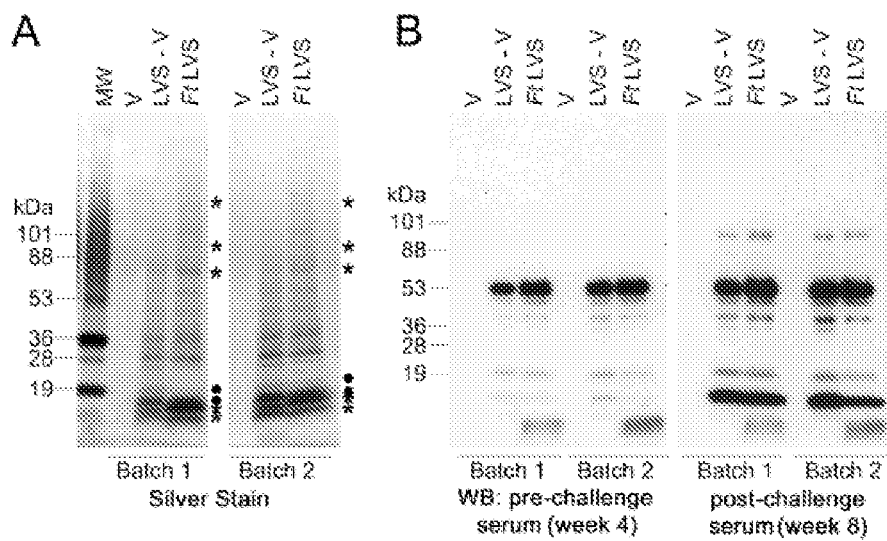 A
MW
V
LVS - V
Ft LVS
V
LVS - V
Ft LVS
kDa
101
88
53
36
28
19
*
*
*
●
●
*
*
*
*
*
●
●
*
*
Batch 1
Batch 2
Silver Stain
B
V
LVS - V
Ft LVS
V
LVS - V
Ft LVS
V
LVS - V
Ft LVS
V
LVS - V
Ft LVS
kDa
101
88
53
36
28
19
Batch 1
Batch 2
WB: pre-challenge
serum (week 4)
Batch 1
Batch 2
post-challenge
serum (week 8)